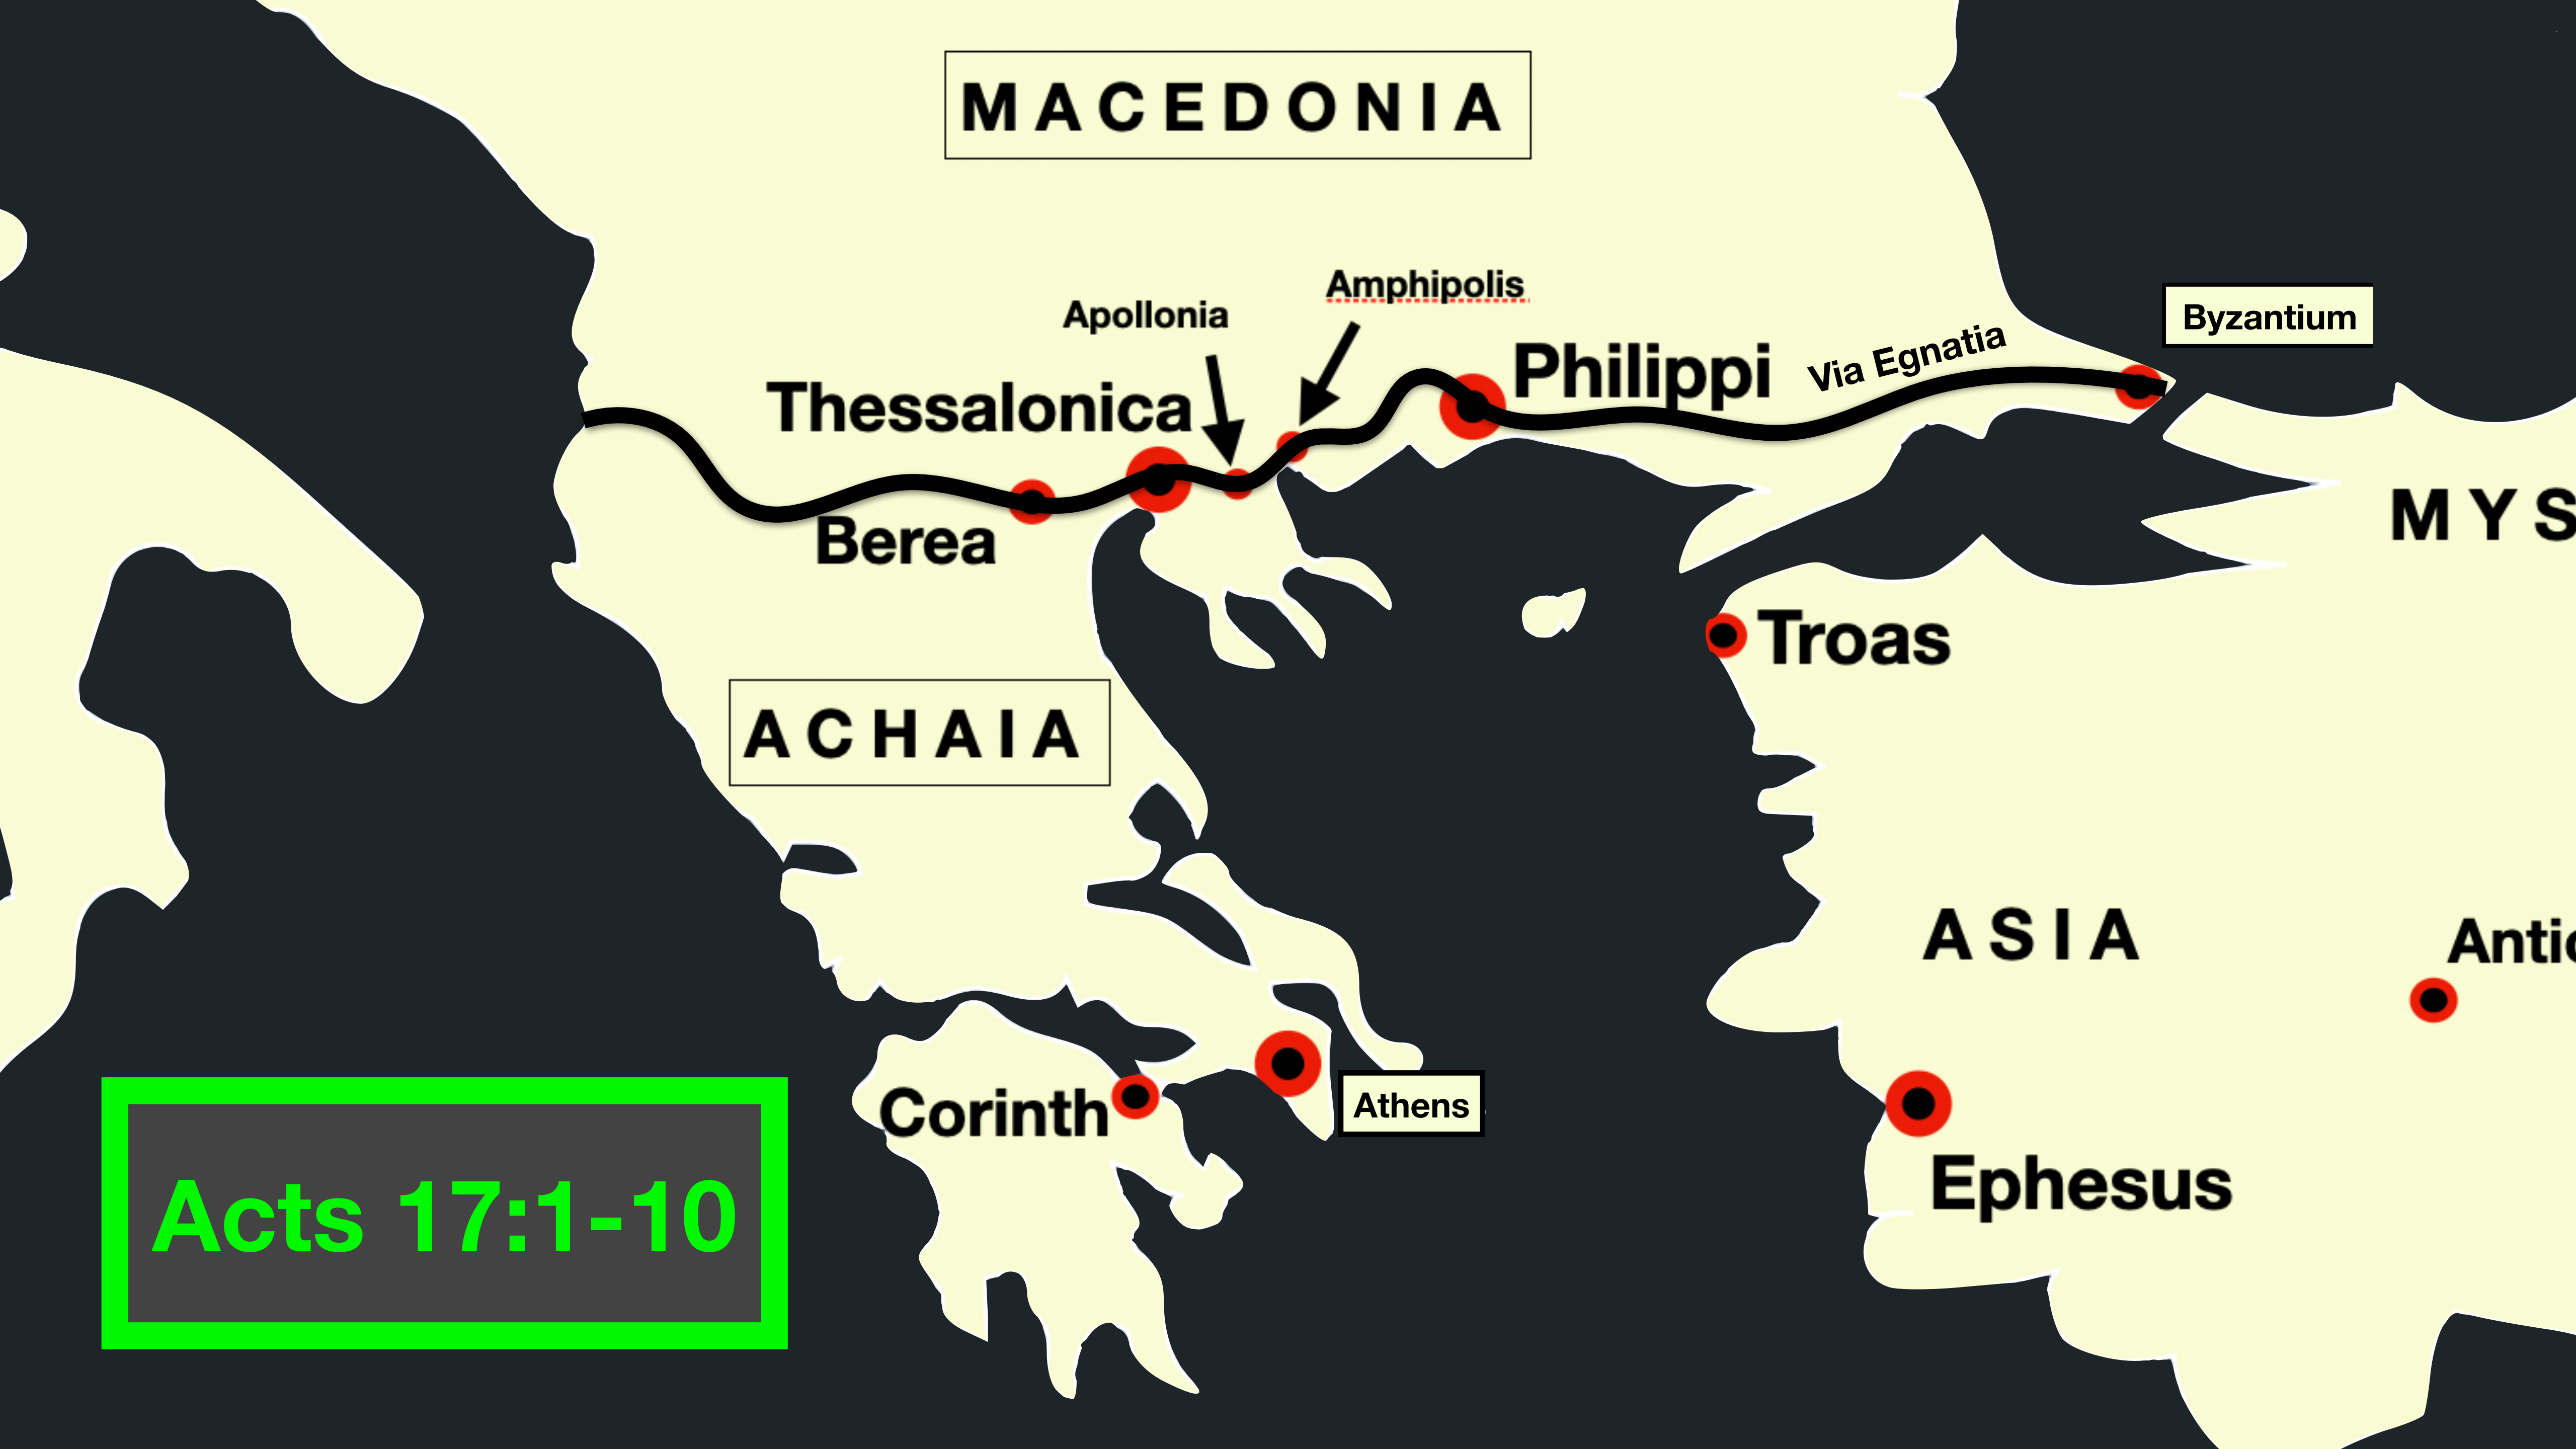 MACEDONIA
Amphipolis
Apollonia
Byzantium
Via Egnatia
Philippi
Thessalonica
Berea
MYS
Troas
ACHAIA
ASIA
Antic
Corinth
Athens
Ephesus
Acts 17:1-10